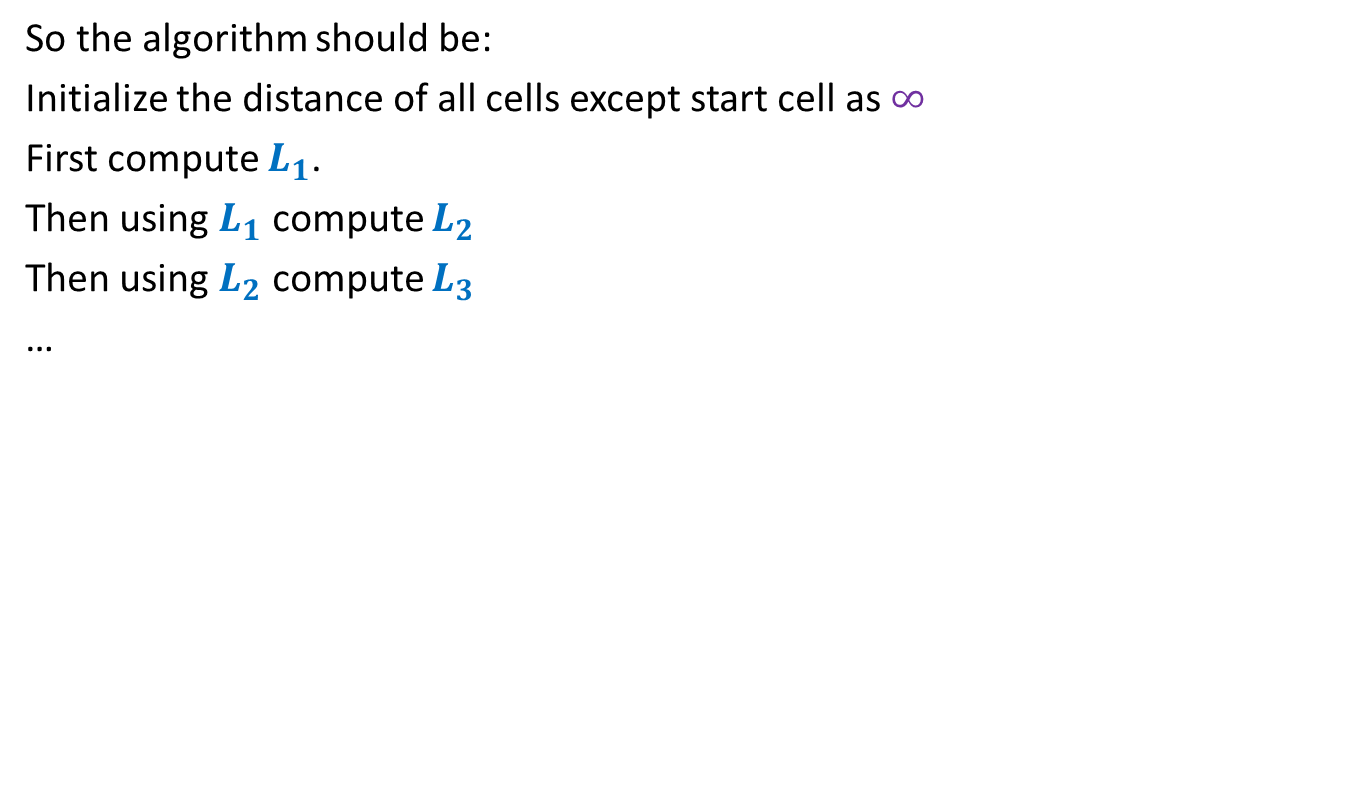 So the algorithm should be:
Initialize the distance of all cells except start cell as ∞
First compute L₁.
Then using L₁ compute L₂
Then using L₂ compute L₃
...